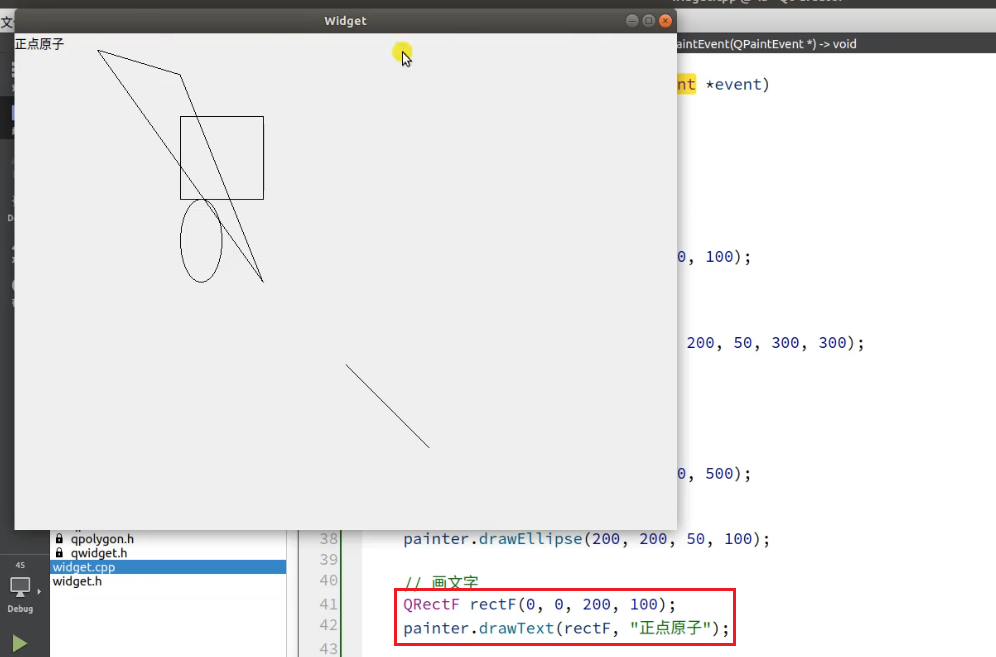 Widget
正点原子
aintEvent(QPaintEvent *) -> void
nt *event)
0, 100);
200, 50, 300, 300);
0, 500);
qpolygon.h
qwidget.h
widget.cpp
widget.h
4S
Debug
38 painter.drawEllipse(200, 200, 50, 100);
39
40 // 画文字
41 QRectF rectF(0, 0, 200, 100);
42 painter.drawText(rectF, "正点原子");
43